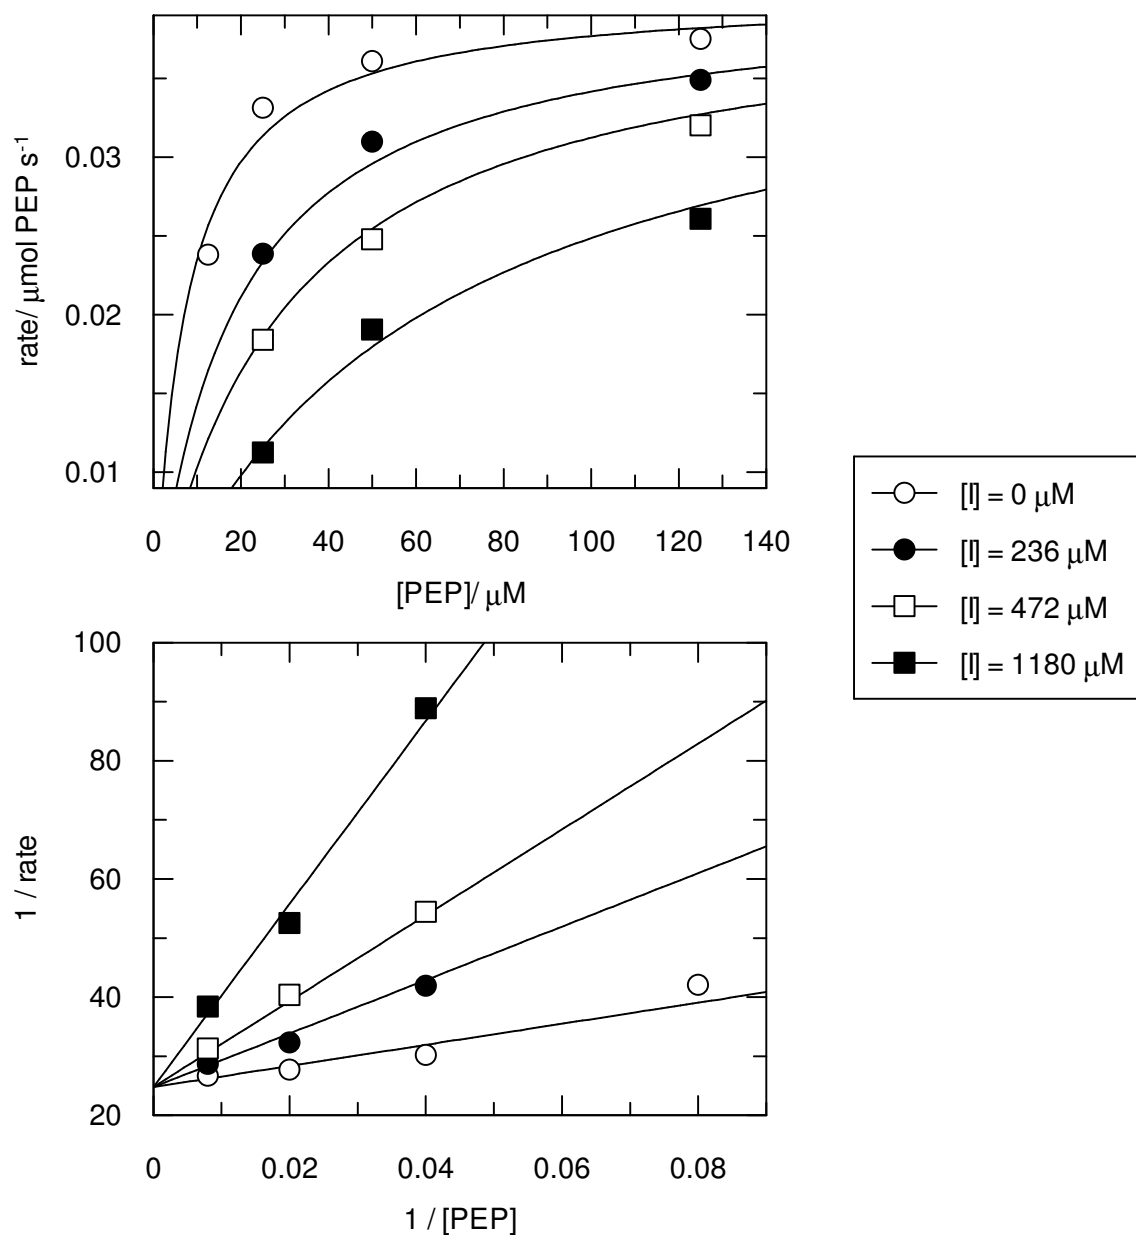 rate/ μmol PEP s⁻¹
0.03
0.02
0.01
0 20 40 60 80 100 120 140
[PEP]/ μM
[I] = 0 μM
[I] = 236 μM
[I] = 472 μM
[I] = 1180 μM
1 / rate
100
80
60
40
20
0 0.02 0.04 0.06 0.08
1 / [PEP]